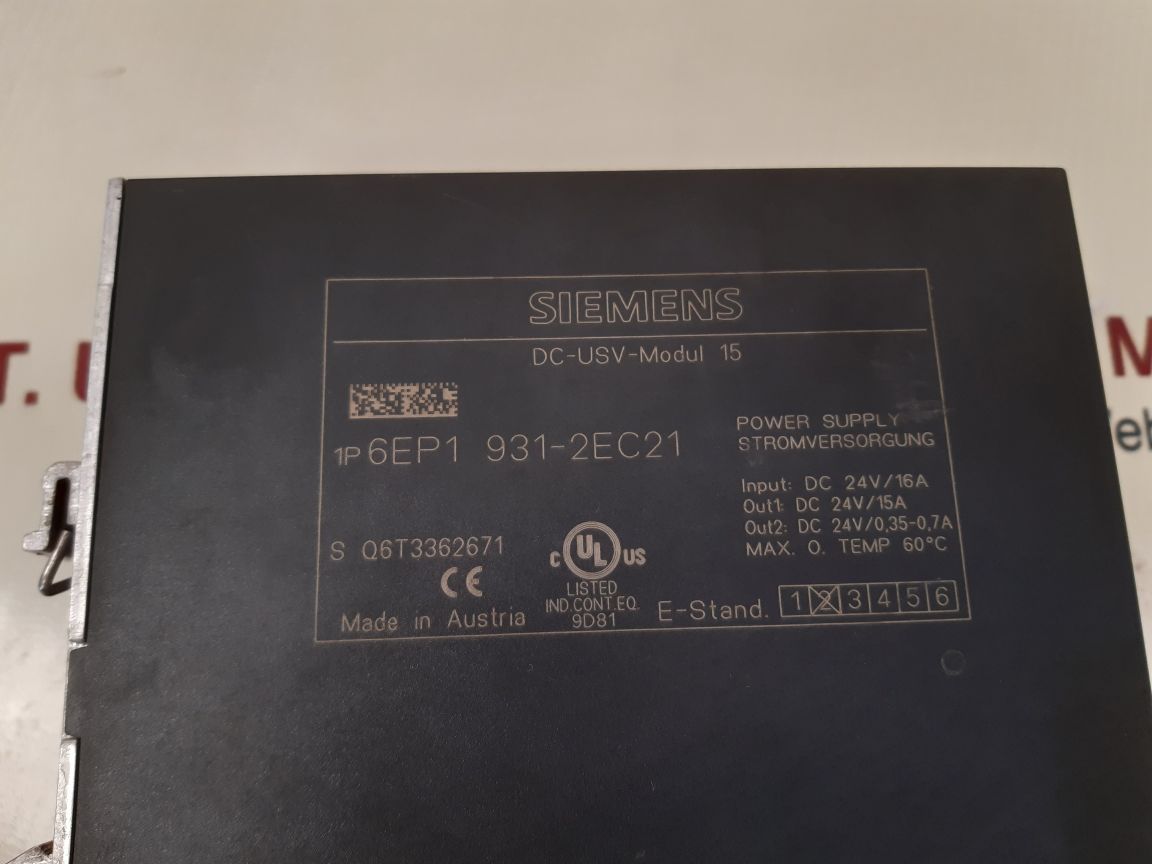 SIEMENS
DC-USV-Modul 15
1P 6EP1 931-2EC21
POWER SUPPLY
STROMVERSORGUNG
Input: DC 24V/16A
Out1: DC 24V/15A
Out2: DC 24V/0,35-0,7A
MAX. O. TEMP 60°C
S Q6T3362671
CE
Made in Austria
C UL US
LISTED
IND.CONT.EQ.
9D81
E-Stand. 1 2 3 4 5 6
T.
M